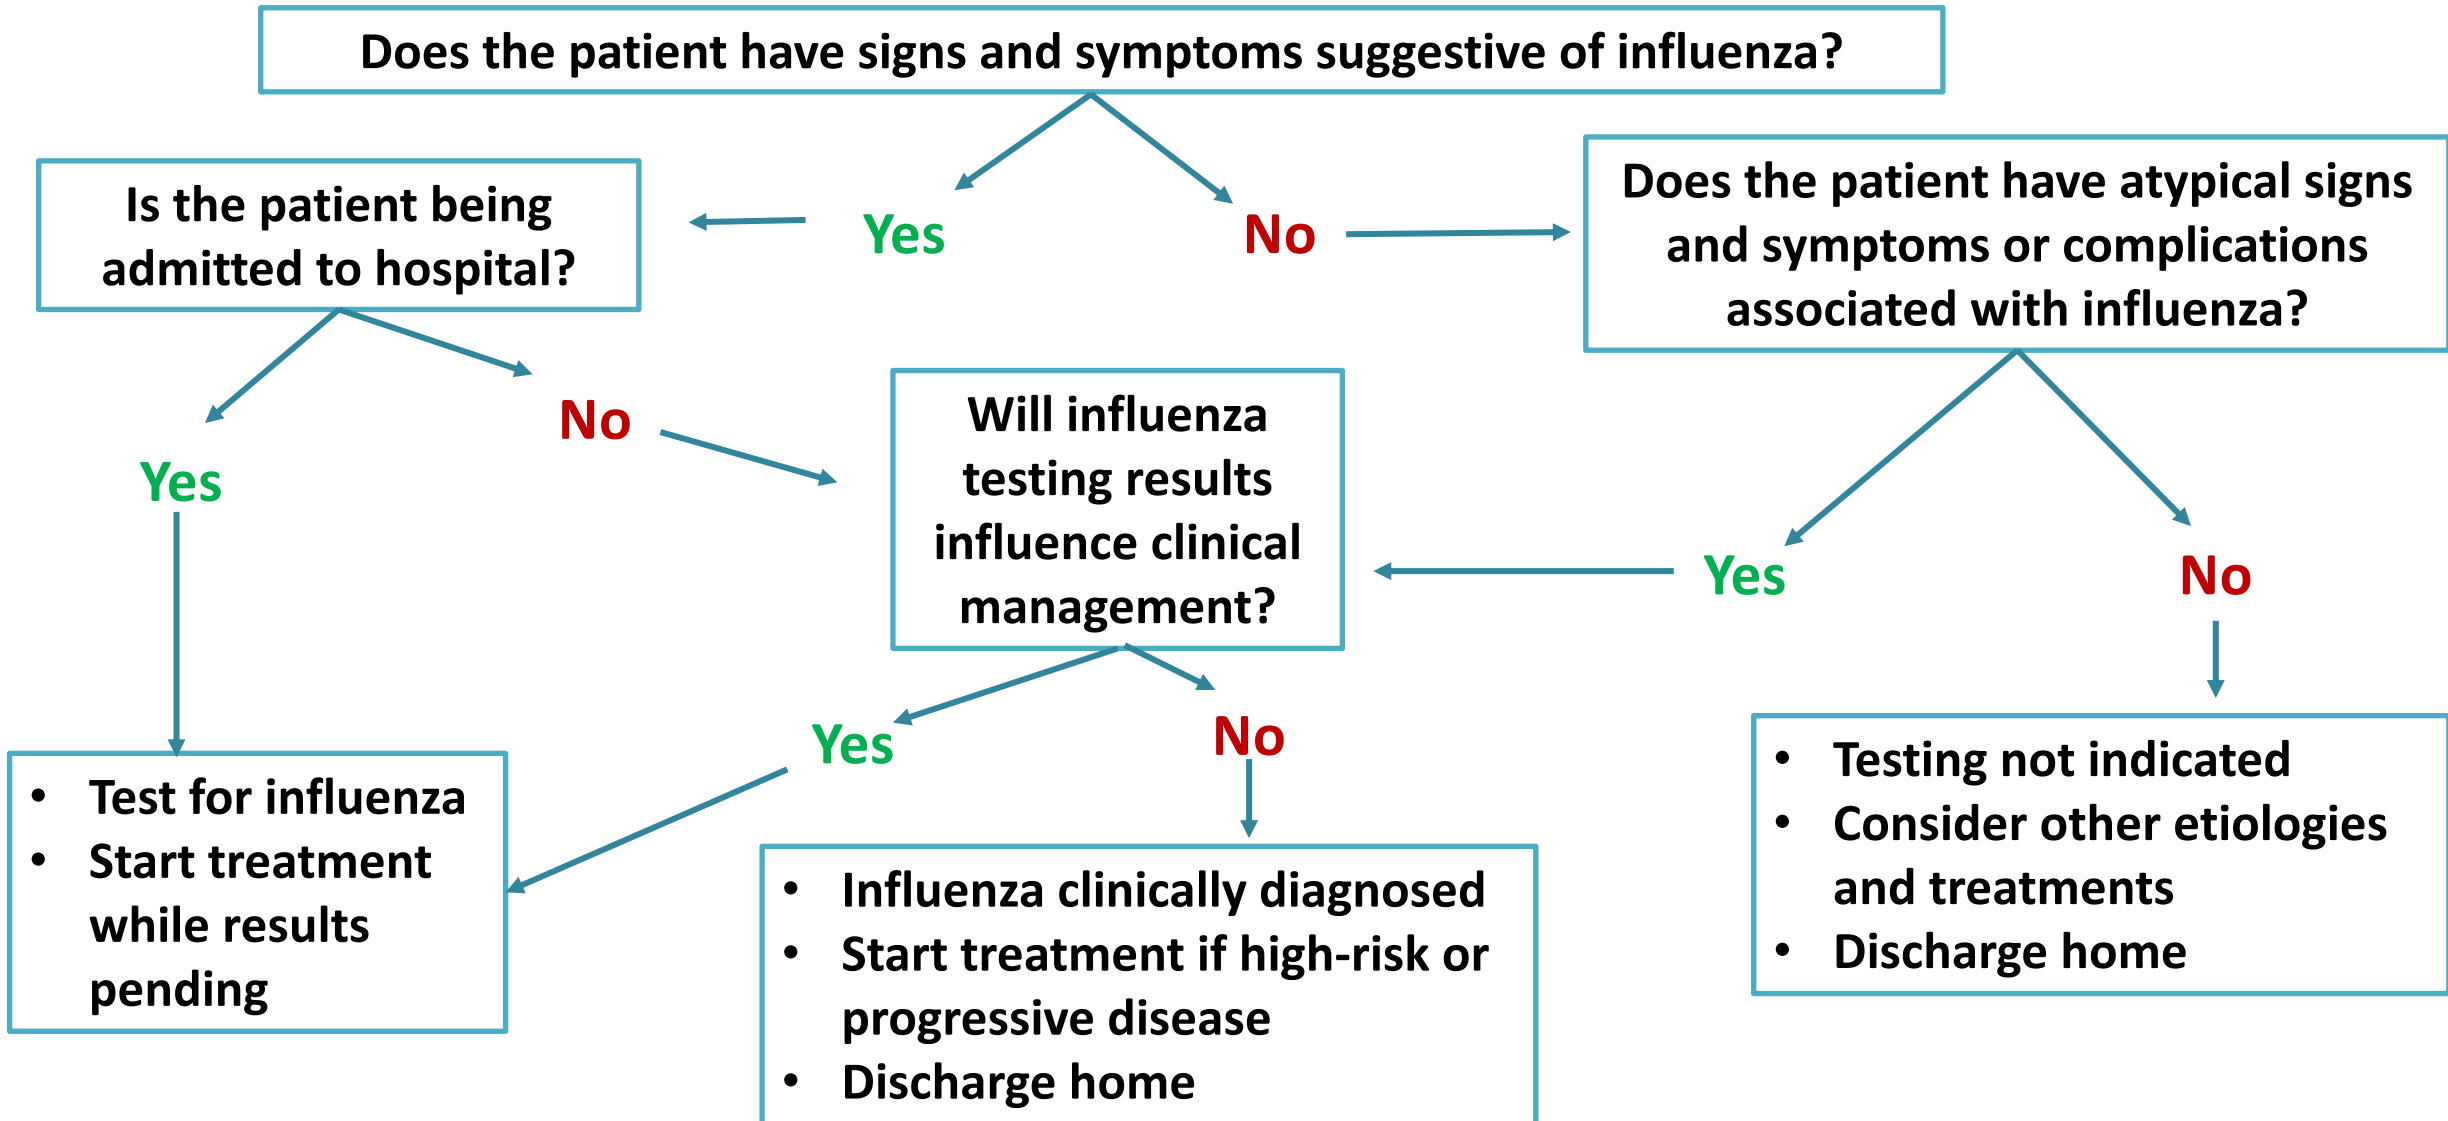 Does the patient have signs and symptoms suggestive of influenza?
Is the patient being
admitted to hospital?
Yes
No
Does the patient have atypical signs
and symptoms or complications
associated with influenza?
Yes
No
Will influenza
testing results
influence clinical
management?
Yes
No
Yes
No
• Test for influenza
• Start treatment
while results
pending
• Influenza clinically diagnosed
• Start treatment if high-risk or
progressive disease
• Discharge home
• Testing not indicated
• Consider other etiologies
and treatments
• Discharge home